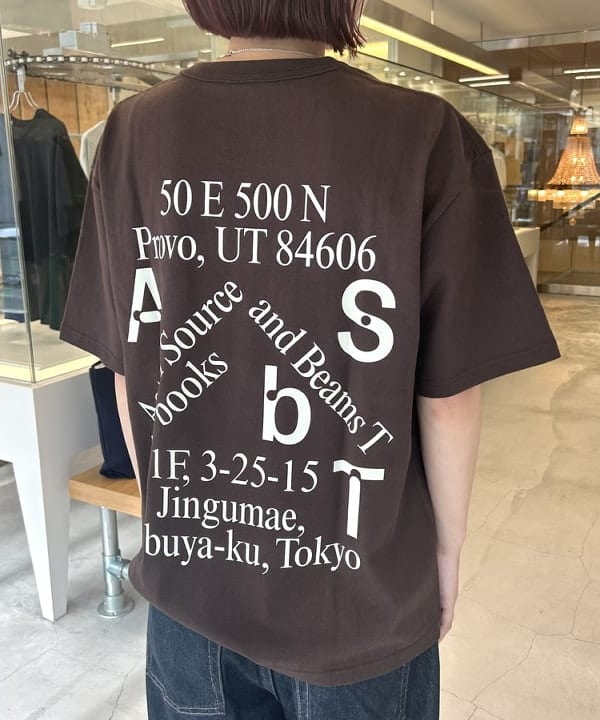 50 E 500 N
Provo, UT 84606
A S
Source
books
and Beams T
b
1F, 3-25-15
T
Jingumae,
buya-ku, Tokyo